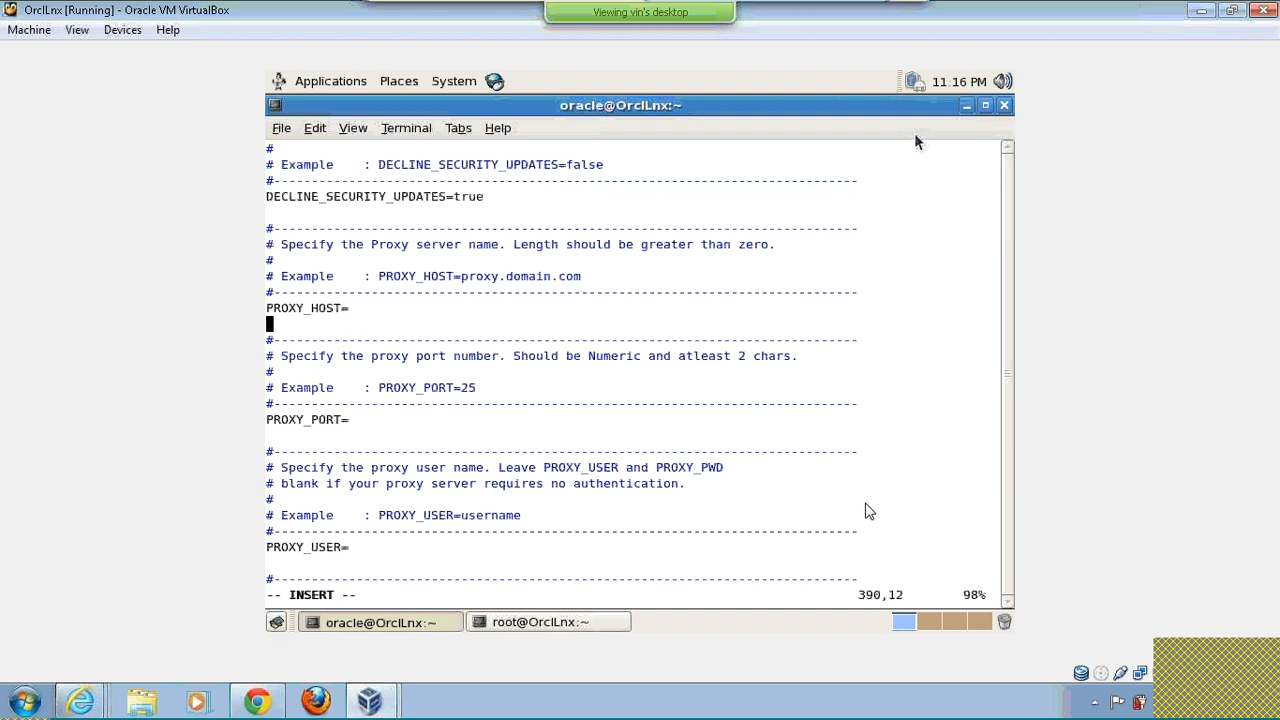 OrclLnx [Running] - Oracle VM VirtualBox
Viewing vin's desktop
Machine View Devices Help
Applications Places System 11:16 PM
oracle@OrclLnx:~
File Edit View Terminal Tabs Help
#
# Example    : DECLINE_SECURITY_UPDATES=false
#------------------------------------------------------------------------------
DECLINE_SECURITY_UPDATES=true
#------------------------------------------------------------------------------
# Specify the Proxy server name. Length should be greater than zero.
#
# Example    : PROXY_HOST=proxy.domain.com
#------------------------------------------------------------------------------
PROXY_HOST=
#------------------------------------------------------------------------------
# Specify the proxy port number. Should be Numeric and atleast 2 chars.
#
# Example    : PROXY_PORT=25
#------------------------------------------------------------------------------
PROXY_PORT=
#------------------------------------------------------------------------------
# Specify the proxy user name. Leave PROXY_USER and PROXY_PWD
# blank if your proxy server requires no authentication.
#
# Example    : PROXY_USER=username
#------------------------------------------------------------------------------
PROXY_USER=
#------------------------------------------------------------------------------
-- INSERT -- 390,12 98%
oracle@OrclLnx:~ root@OrclLnx:~